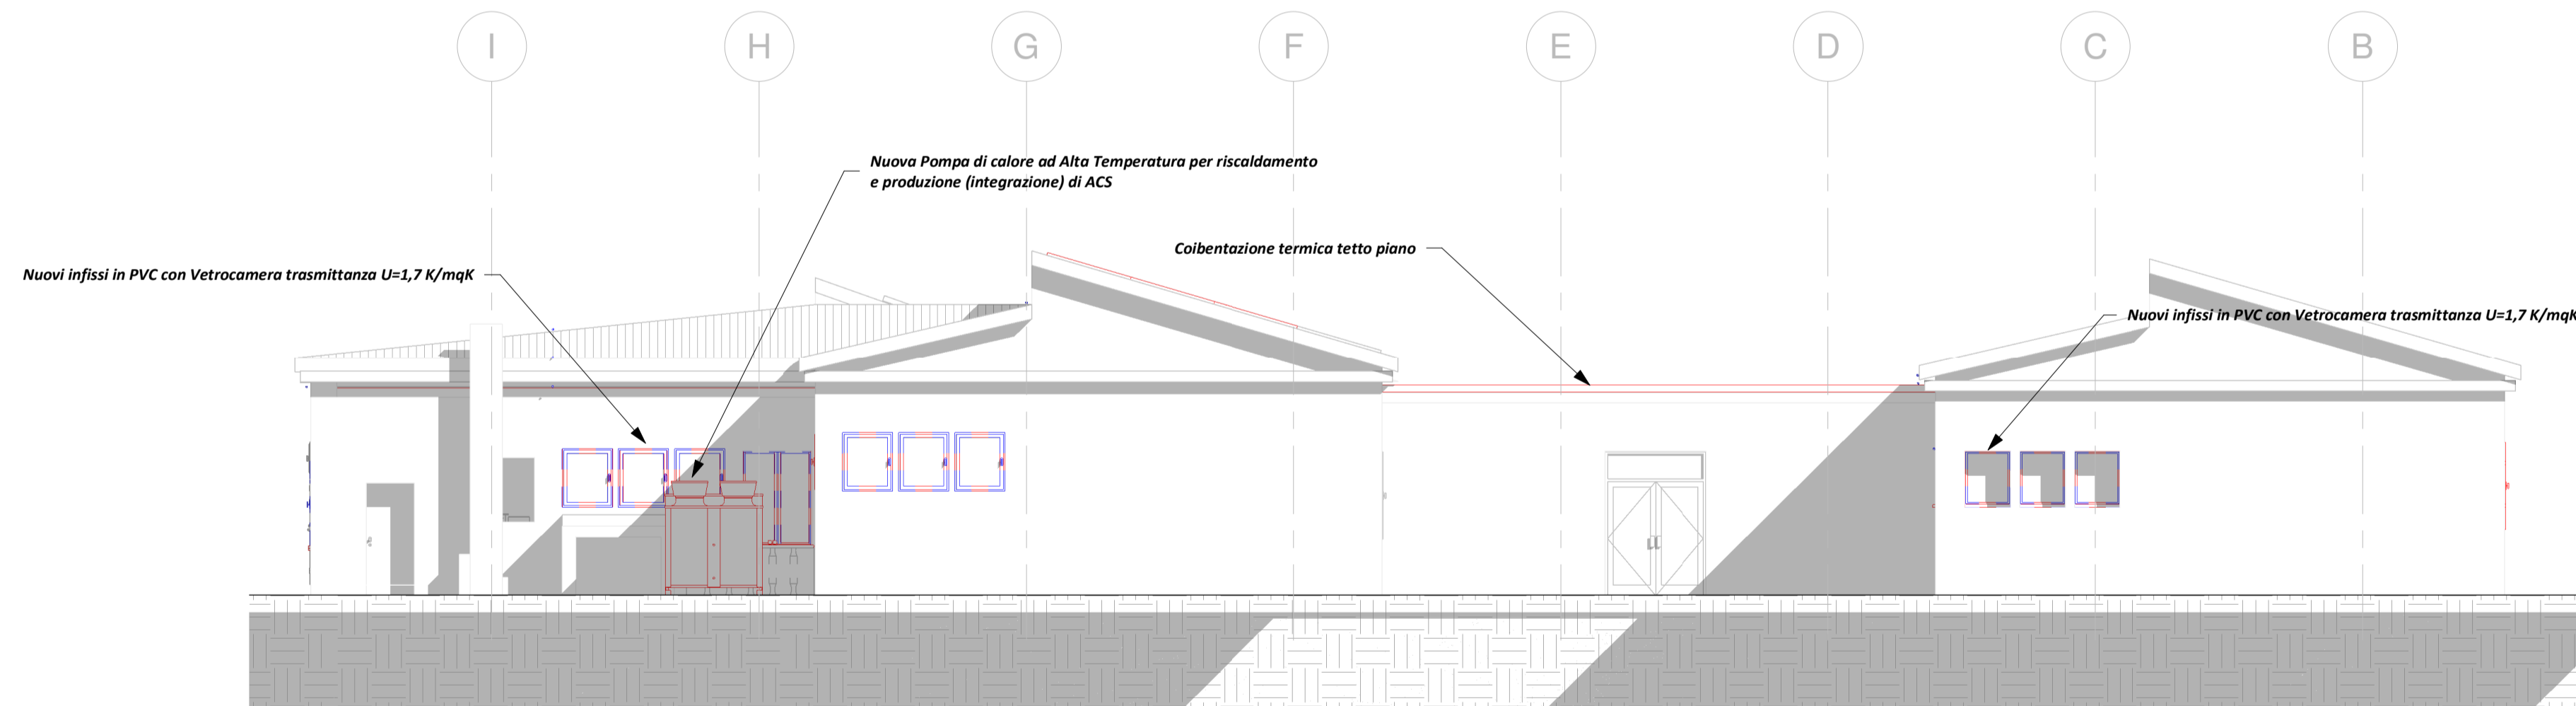 I H G F E D C B
Nuova Pompa di calore ad Alta Temperatura per riscaldamento
e produzione (integrazione) di ACS
Coibentazione termica tetto piano
Nuovi infissi in PVC con Vetrocamera trasmittanza U=1,7 K/mqK
Nuovi infissi in PVC con Vetrocamera trasmittanza U=1,7 K/mqK